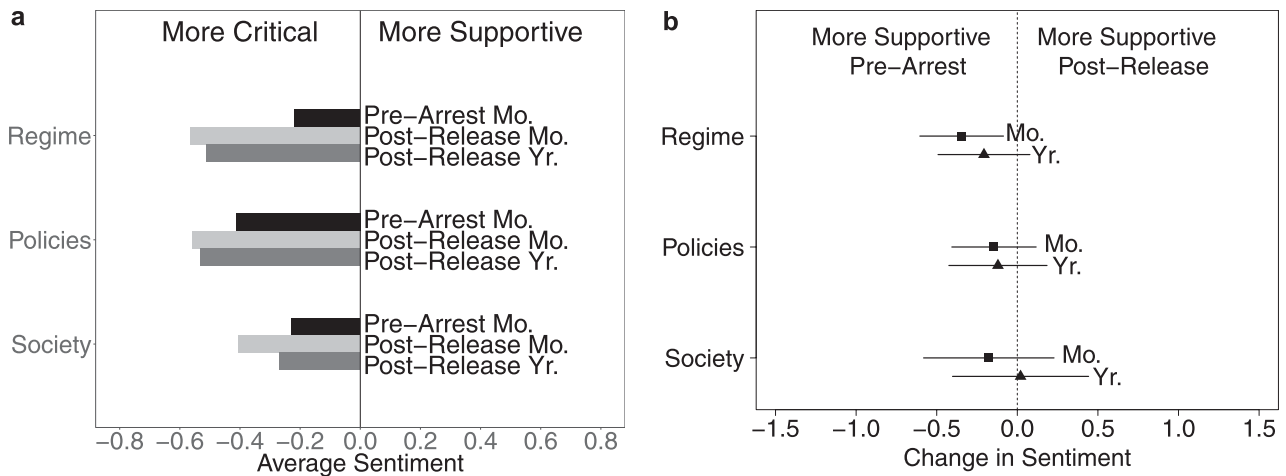 a
More Critical
More Supportive
Regime
Pre–Arrest Mo.
Post–Release Mo.
Post–Release Yr.
Policies
Pre–Arrest Mo.
Post–Release Mo.
Post–Release Yr.
Society
Pre–Arrest Mo.
Post–Release Mo.
Post–Release Yr.
−0.8 −0.6 −0.4 −0.2 0.0 0.2 0.4 0.6 0.8
Average Sentiment
b
More Supportive
Pre–Arrest
More Supportive
Post–Release
Regime
Mo.
Yr.
Policies
Mo.
Yr.
Society
Mo.
Yr.
−1.5 −1.0 −0.5 0.0 0.5 1.0 1.5
Change in Sentiment